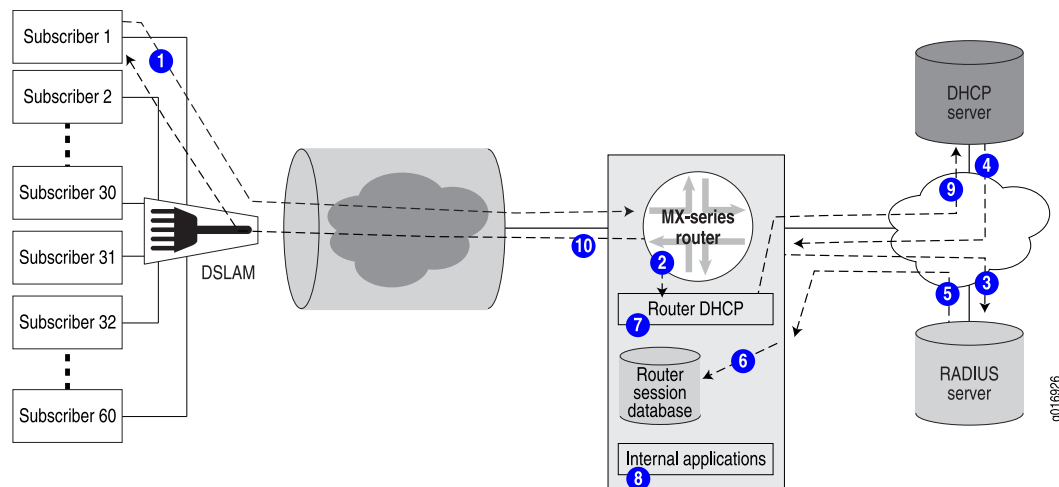 Subscriber 1
1
Subscriber 2
Subscriber 30
Subscriber 31
Subscriber 32
Subscriber 60
DSLAM
10
MX-series
router
2
Router DHCP
7
Router
session
database
6
Internal applications
8
DHCP
server
4
9
3
5
RADIUS
server
g016926